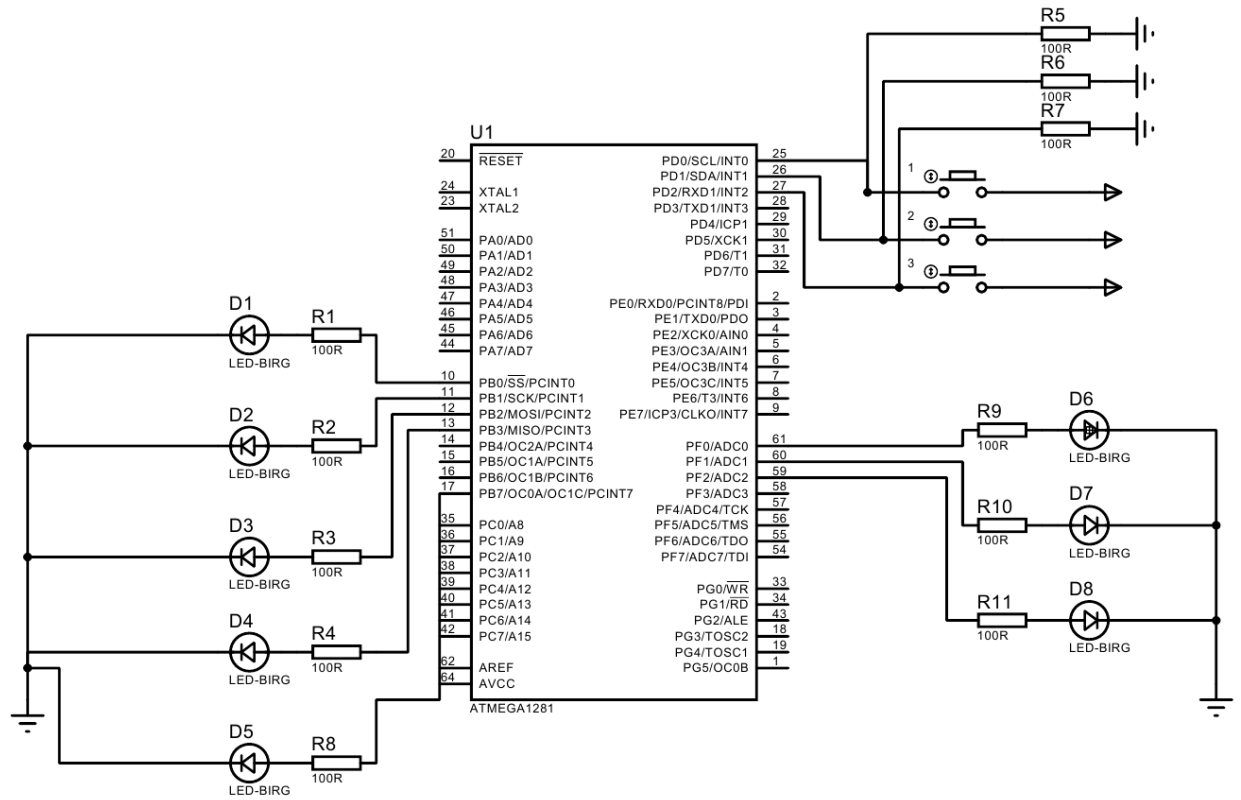 R5
100R
R6
100R
R7
100R
U1
20 RESET PD0/SCL/INT0 25
PD1/SDA/INT1 26
24 XTAL1 PD2/RXD1/INT2 27
23 XTAL2 PD3/TXD1/INT3 28
PD4/ICP1 29
51 PA0/AD0 PD5/XCK1 30
50 PA1/AD1 PD6/T1 31
49 PA2/AD2 PD7/T0 32
48 PA3/AD3
47 PA4/AD4 PE0/RXD0/PCINT8/PDI 2
46 PA5/AD5 PE1/TXD0/PDO 3
45 PA6/AD6 PE2/XCK0/AIN0 4
44 PA7/AD7 PE3/OC3A/AIN1 5
PE4/OC3B/INT4 6
10 PB0/SS/PCINT0 PE5/OC3C/INT5 7
11 PB1/SCK/PCINT1 PE6/T3/INT6 8
12 PB2/MOSI/PCINT2 PE7/ICP3/CLKO/INT7 9
13 PB3/MISO/PCINT3
14 PB4/OC2A/PCINT4 PF0/ADC0 61
15 PB5/OC1A/PCINT5 PF1/ADC1 60
16 PB6/OC1B/PCINT6 PF2/ADC2 59
17 PB7/OC0A/OC1C/PCINT7 PF3/ADC3 58
PF4/ADC4/TCK 57
35 PC0/A8 PF5/ADC5/TMS 56
36 PC1/A9 PF6/ADC6/TDO 55
37 PC2/A10 PF7/ADC7/TDI 54
38 PC3/A11
39 PC4/A12 PG0/WR 33
40 PC5/A13 PG1/RD 34
41 PC6/A14 PG2/ALE 43
42 PC7/A15 PG3/TOSC2 18
PG4/TOSC1 19
62 AREF PG5/OC0B 1
64 AVCC
ATMEGA1281
1
2
3
D1 R1
LED-BIRG 100R
D2 R2
LED-BIRG 100R
D3 R3
LED-BIRG 100R
D4 R4
LED-BIRG 100R
D5 R8
LED-BIRG 100R
R9 D6
100R LED-BIRG
R10 D7
100R LED-BIRG
R11 D8
100R LED-BIRG